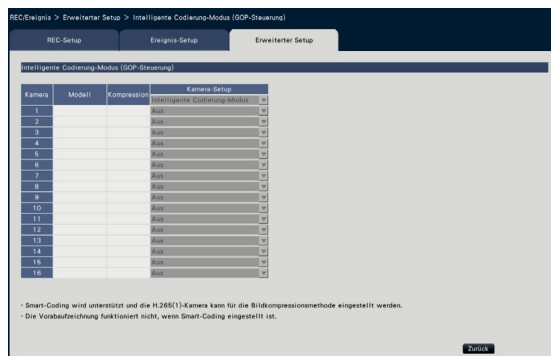 REC/Ereignis > Erweiterter Setup > Intelligent Codierung-Modus (GOP-Steuerung)
REC-Setup Ereignis-Setup Erweiterter Setup
Intelligente Codierung-Modus (GOP-Steuerung)
Kamera Modell Kompression Kamera-Setup
Intelligente Codierung-Modus
1 Aus
2 Aus
3 Aus
4 Aus
5 Aus
6 Aus
7 Aus
8 Aus
9 Aus
10 Aus
11 Aus
12 Aus
13 Aus
14 Aus
15 Aus
16 Aus
・Smart-Coding wird unterstützt und die H.265(1)-Kamera kann für die Bildkompressionsmethode eingestellt werden.
・Die Vorabaufzeichnung funktioniert nicht, wenn Smart-Coding eingestellt ist.
Zurück